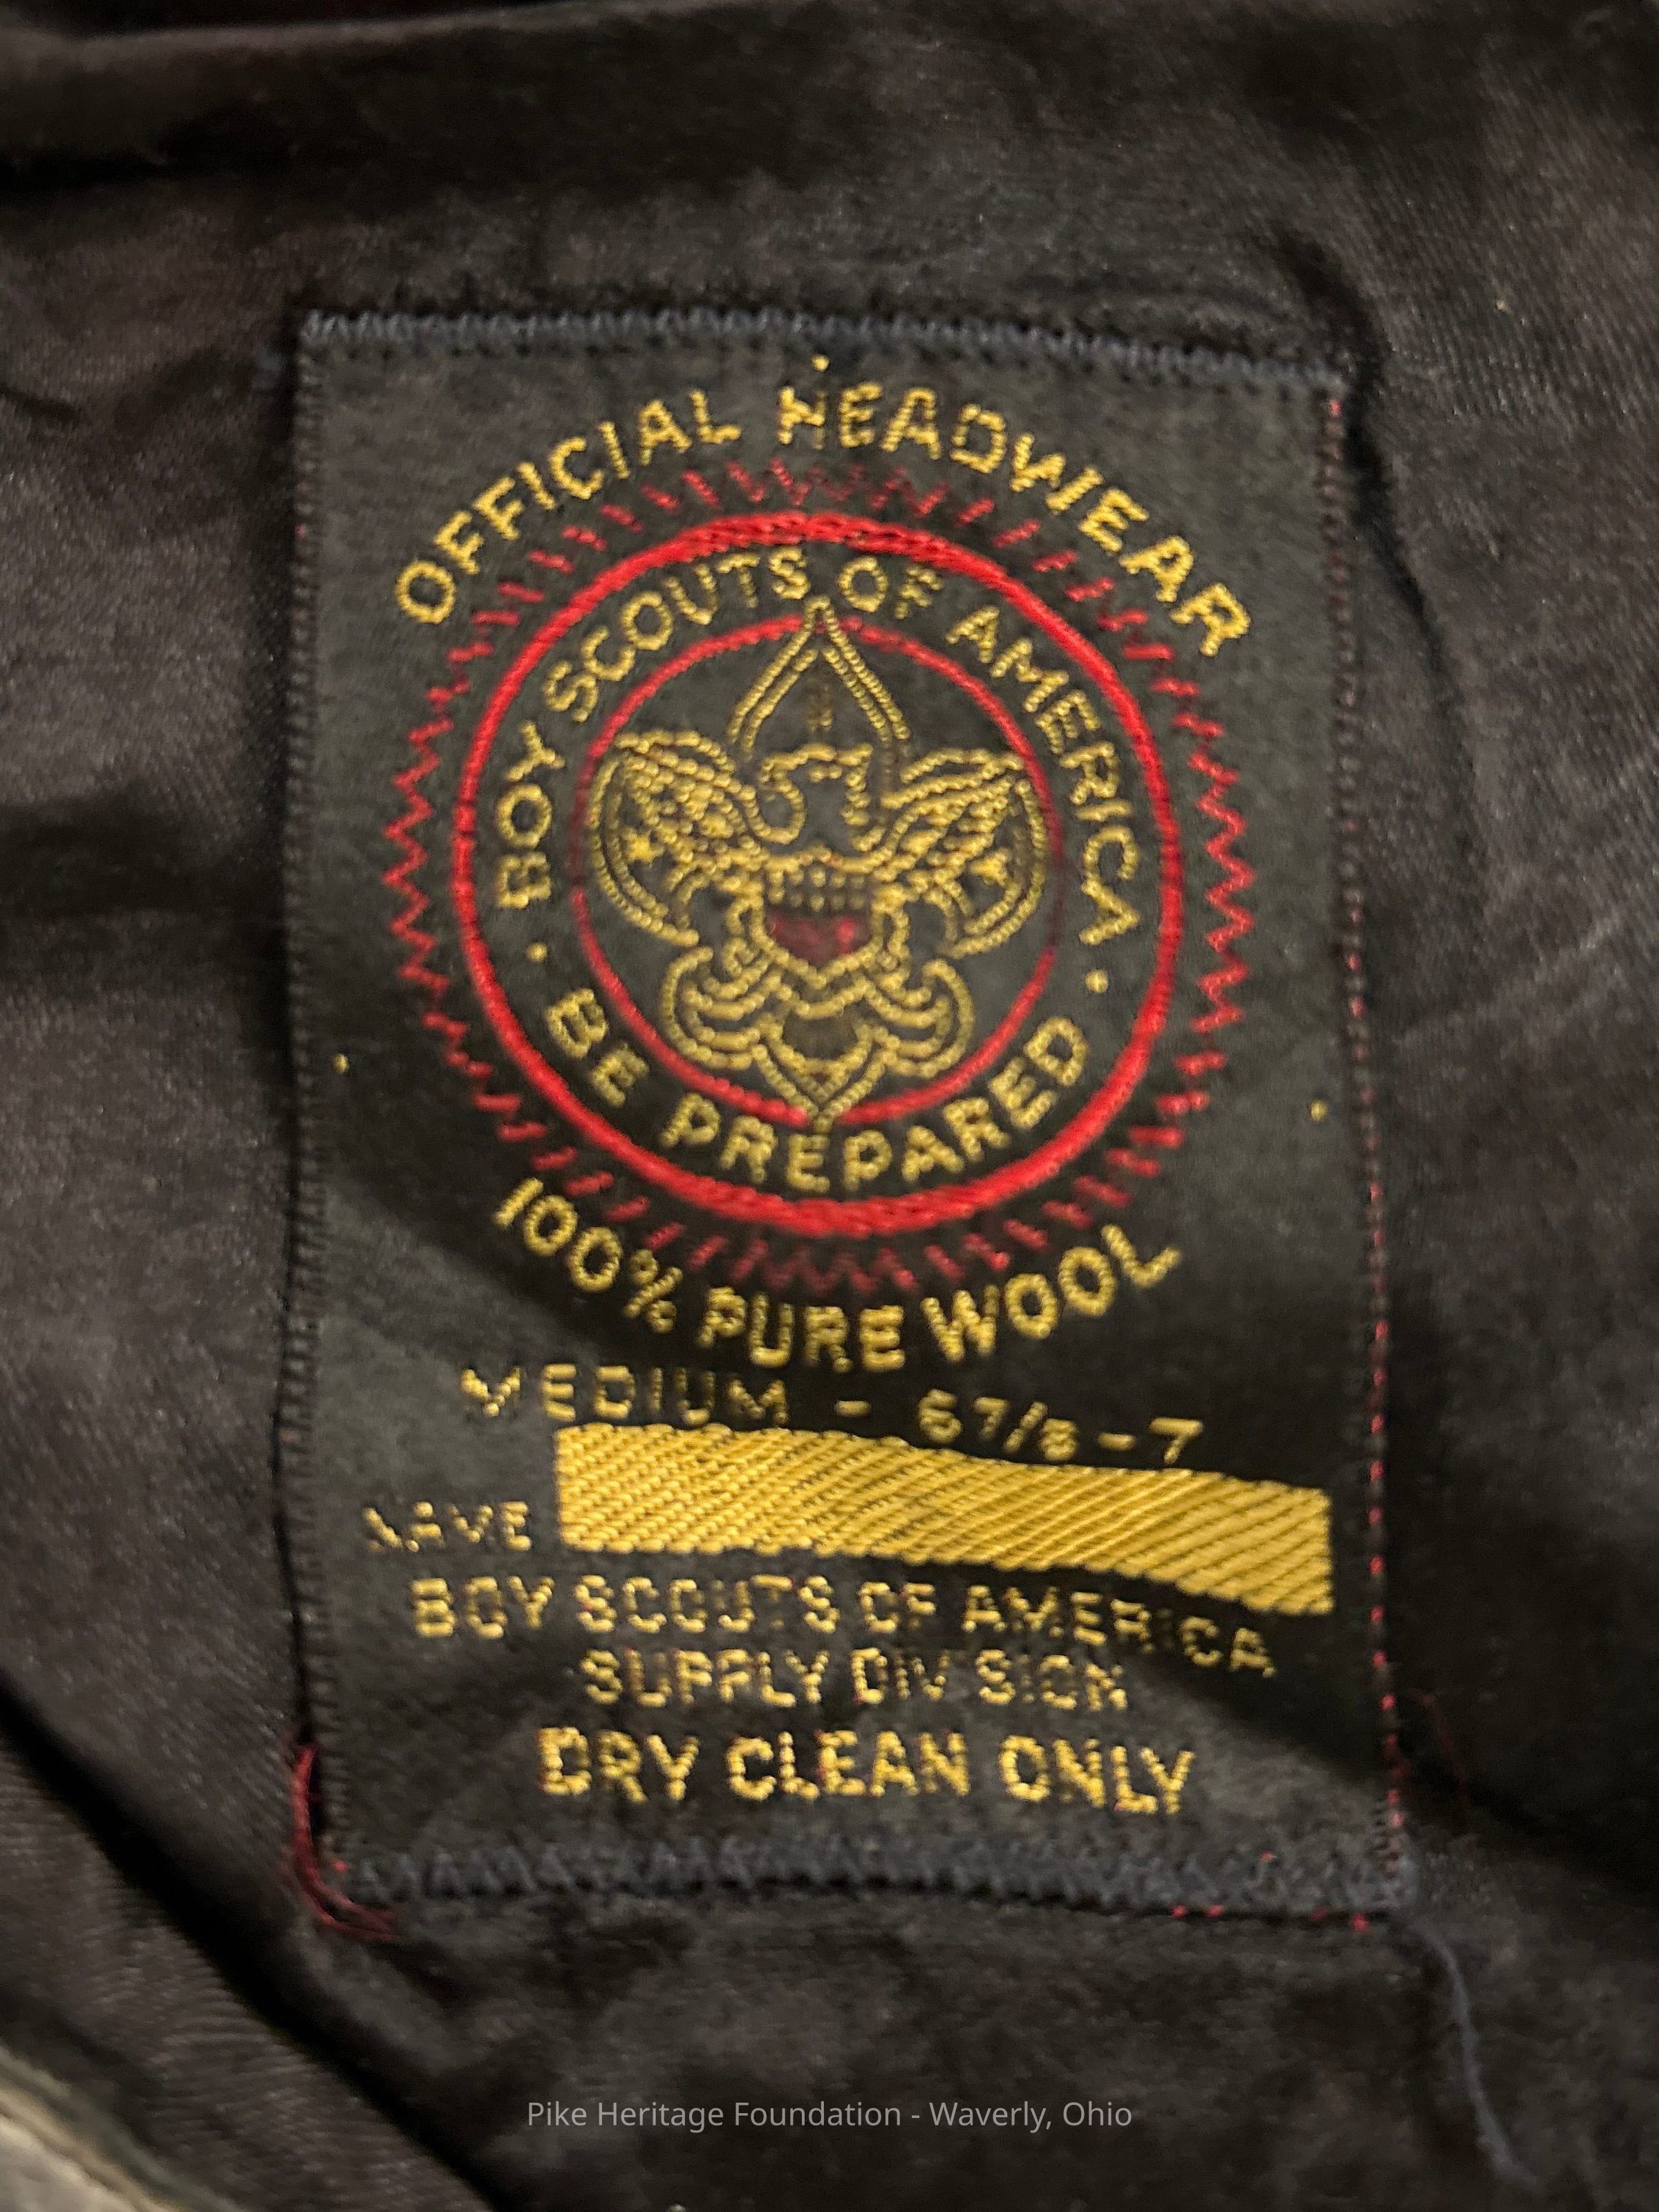 OFFICIAL HEADWEAR
BOY SCOUTS OF AMERICA
· BE PREPARED ·
100% PURE WOOL
MEDIUM - 6 7/8 - 7
NAME
BOY SCOUTS OF AMERICA
SUPPLY DIVISION
DRY CLEAN ONLY
Pike Heritage Foundation - Waverly, Ohio